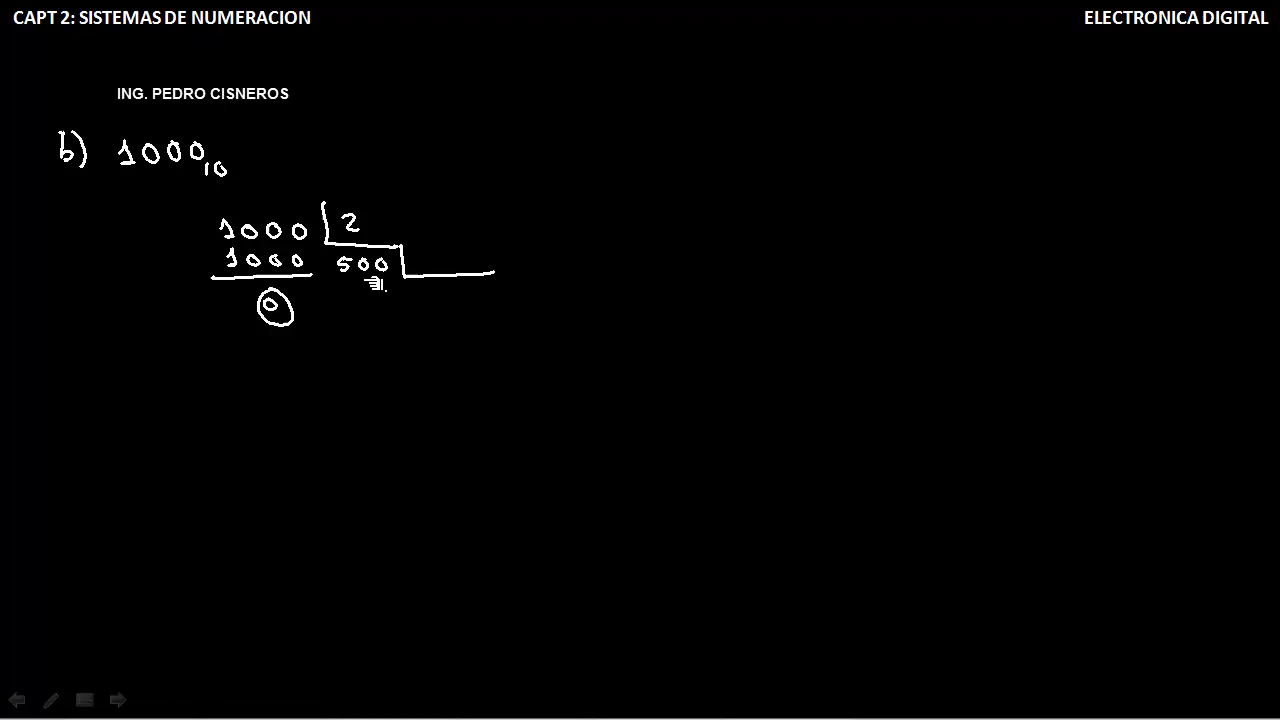 CAPT 2: SISTEMAS DE NUMERACION
ELECTRONICA DIGITAL
ING. PEDRO CISNEROS
b) 1000₁₀
1000 2
1000 500
0